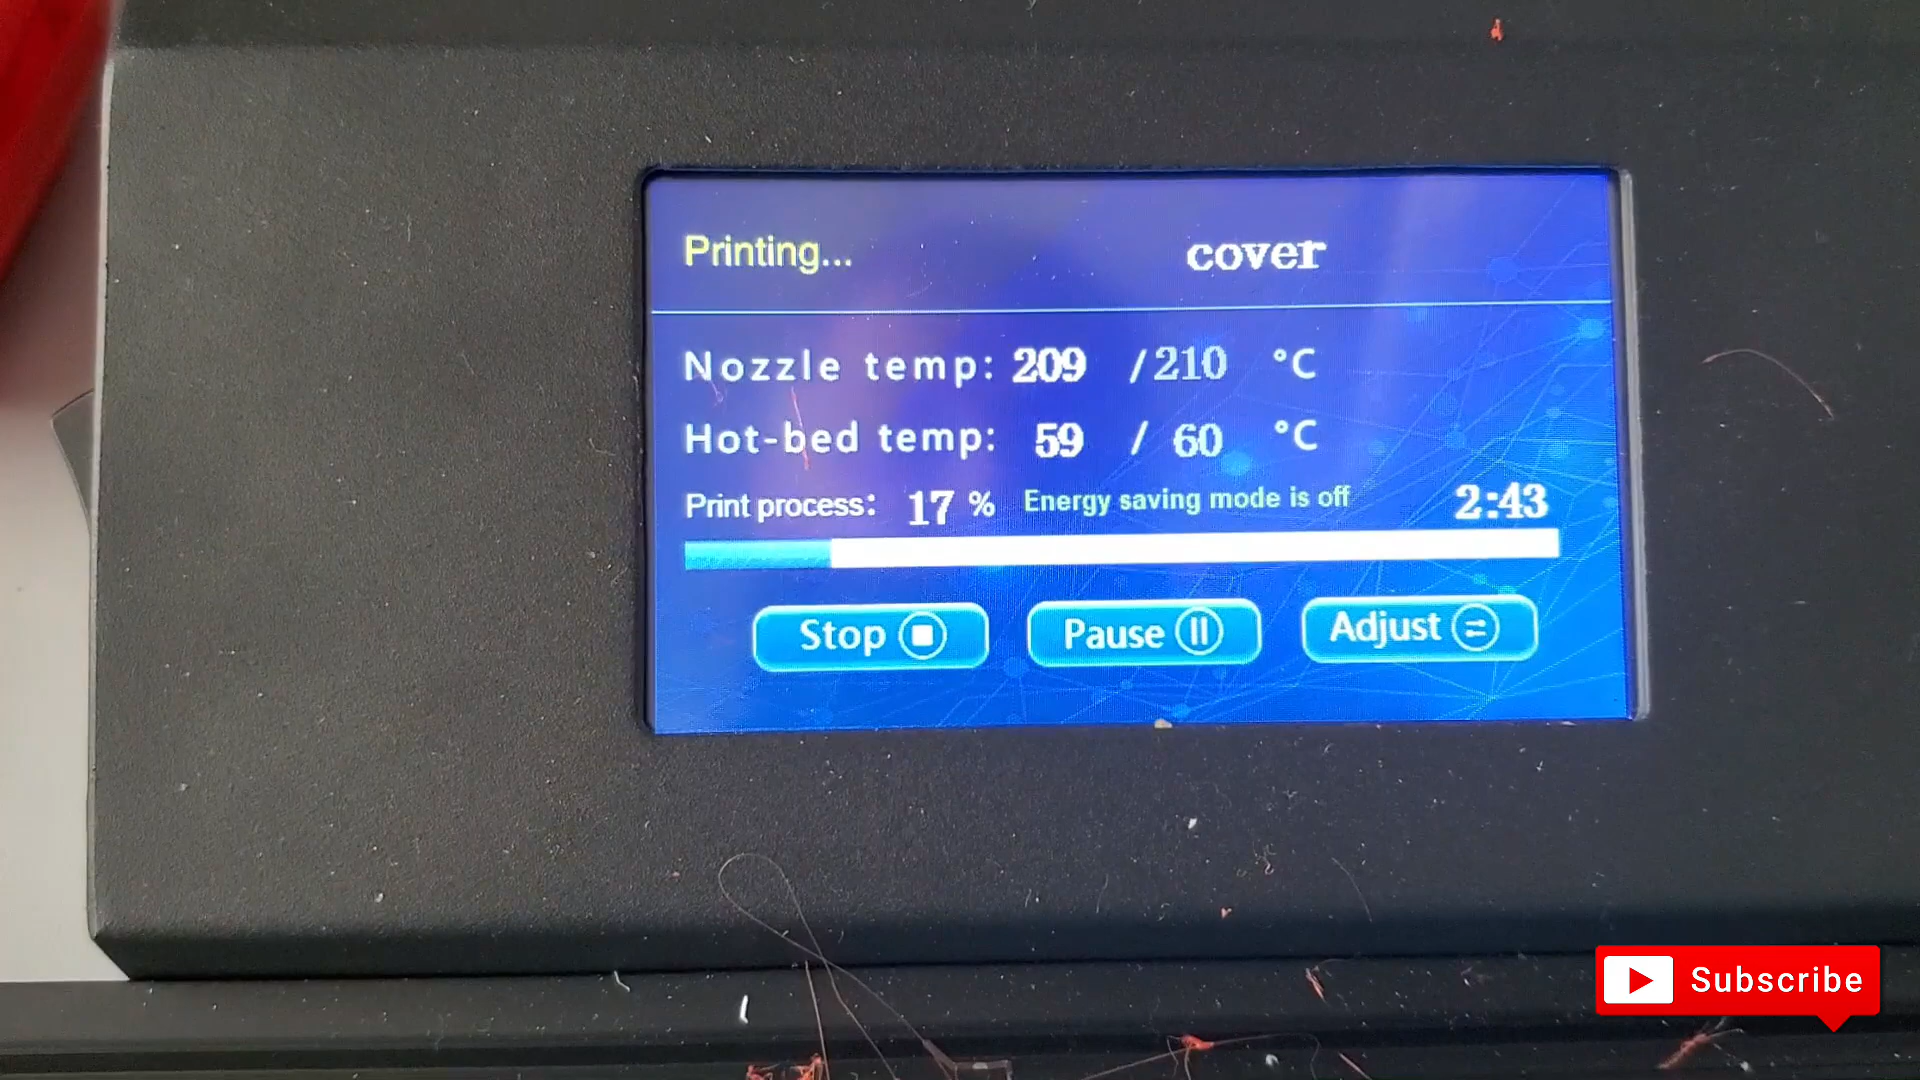 Printing... cover
Nozzle temp: 209 /210 °C
Hot-bed temp: 59 / 60 °C
Print process: 17 % Energy saving mode is off 2:43
Stop Pause Adjust
Subscribe